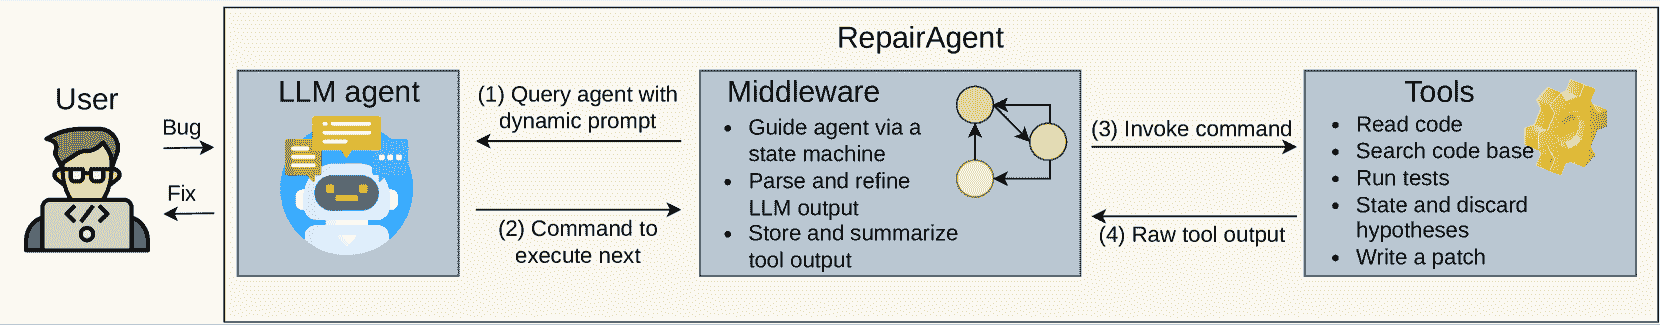 RepairAgent
User
Bug
Fix
LLM agent
(1) Query agent with
dynamic prompt
(2) Command to
execute next
Middleware
• Guide agent via a
state machine
• Parse and refine
LLM output
• Store and summarize
tool output
(3) Invoke command
(4) Raw tool output
Tools
• Read code
• Search code base
• Run tests
• State and discard
hypotheses
• Write a patch